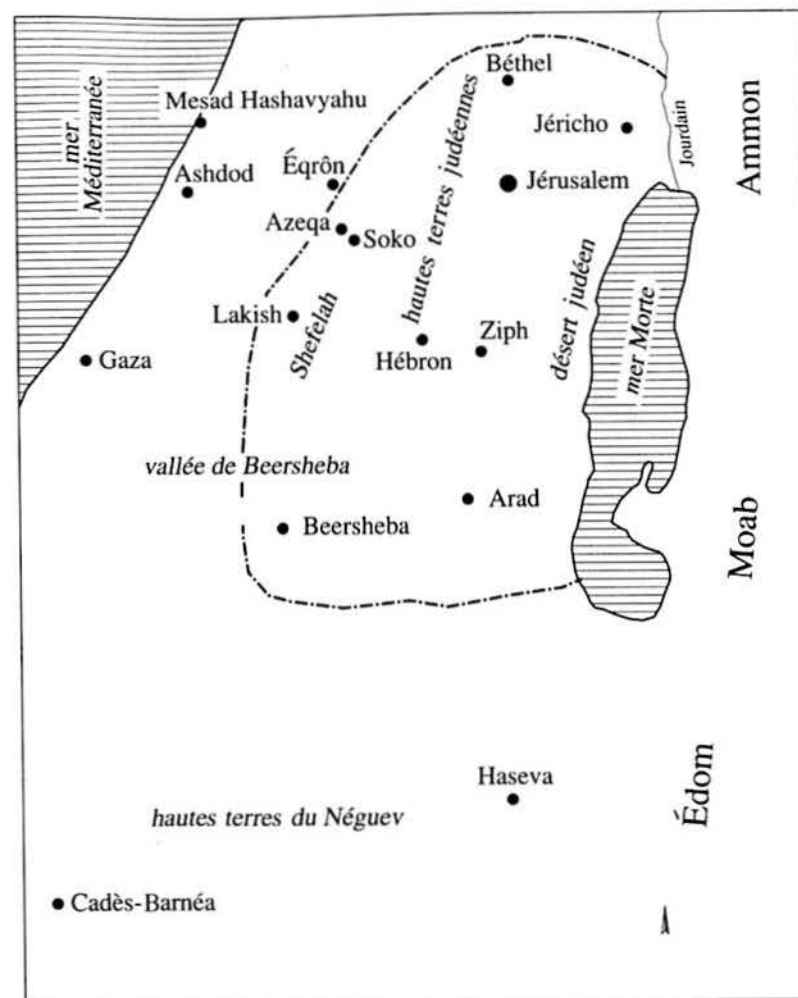 Béthel
Mesad Hashavyahu
mer
Méditerranée
hautes terres judéennes
Jéricho
Jourdain
Ammon
Ashdod
Éqrôn
Jérusalem
Azeqa
Soko
désert judéen
Lakish
Shefelah
Gaza
Hébron
Ziph
mer Morte
vallée de Beersheba
Arad
Beersheba
Moab
Haseva
hautes terres du Néguev
Édom
Cadès-Barnéa